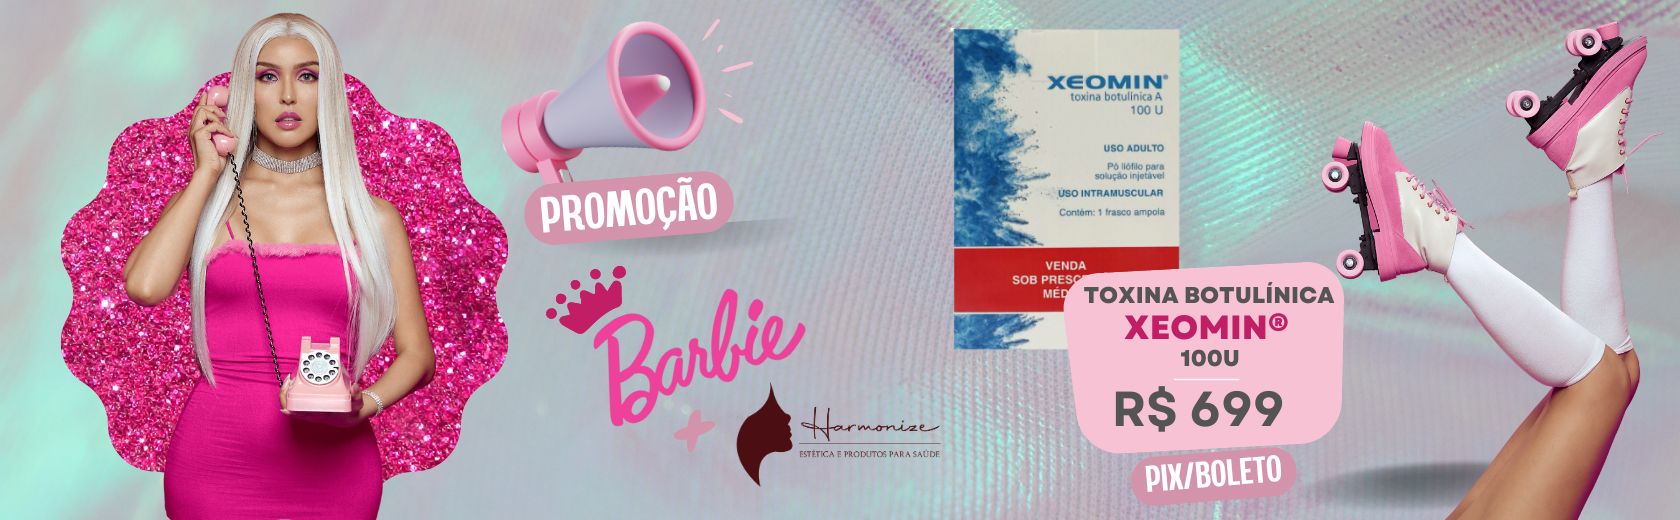 PROMOÇÃO
Barbie
+
Harmonize
ESTÉTICA E PRODUTOS PARA SAÚDE
XEOMIN®
toxina botulínica A
100 U
USO ADULTO
Pó liófilo para
solução injetável
USO INTRAMUSCULAR
Contém: 1 frasco ampola
VENDA
SOB PRESC
MÉD
TOXINA BOTULÍNICA
XEOMIN®
100U
R$ 699
PIX/BOLETO